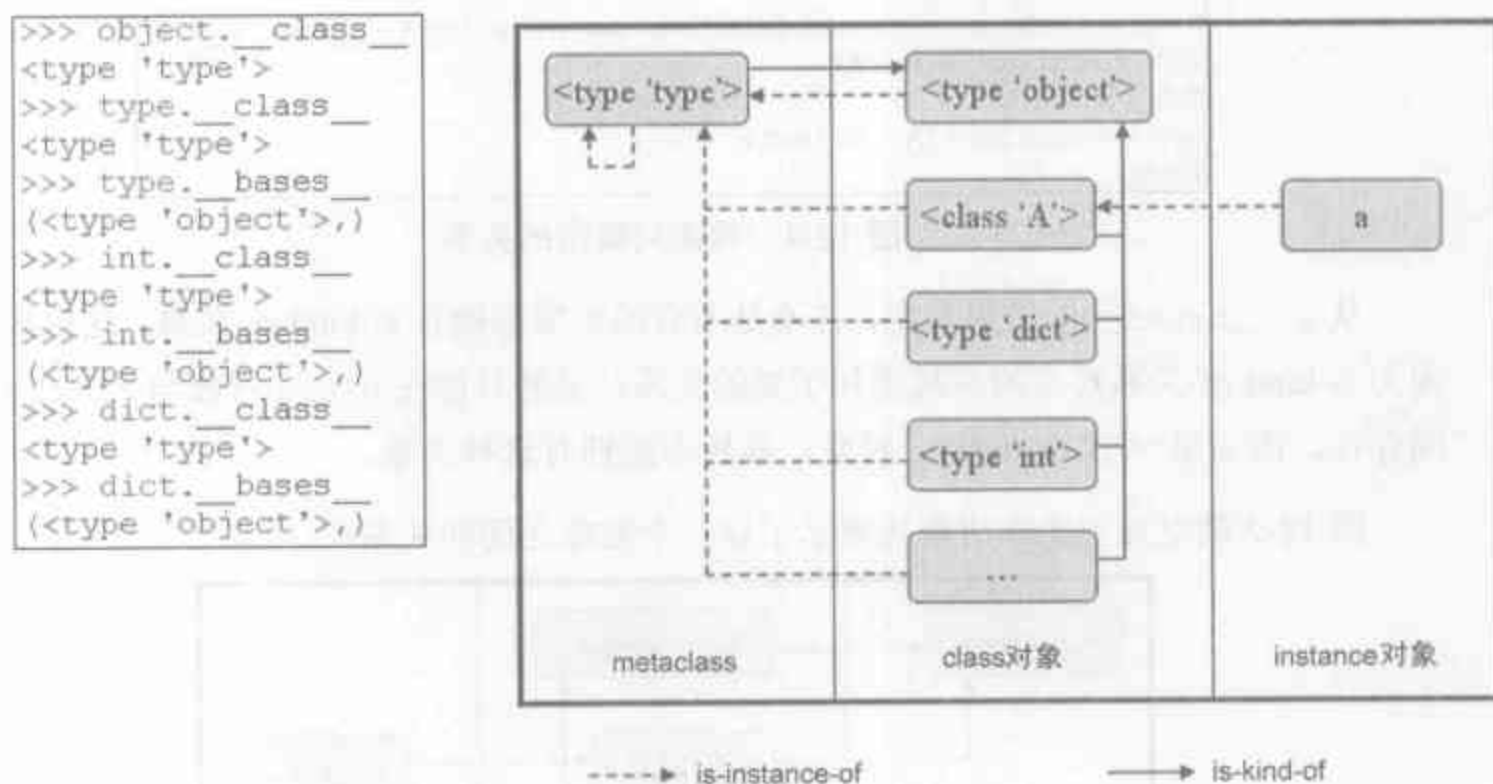 >>> object.__class__
<type 'type'>
>>> type.__class__
<type 'type'>
>>> type.__bases__
(<type 'object'>,)
>>> int.__class__
<type 'type'>
>>> int.__bases__
(<type 'object'>,)
>>> dict.__class__
<type 'type'>
>>> dict.__bases__
(<type 'object'>,)
<type ‘type’>
<type ‘object’>
<class ‘A’>
a
<type ‘dict’>
<type ‘int’>
...
metaclass
class对象
instance对象
is-instance-of
is-kind-of